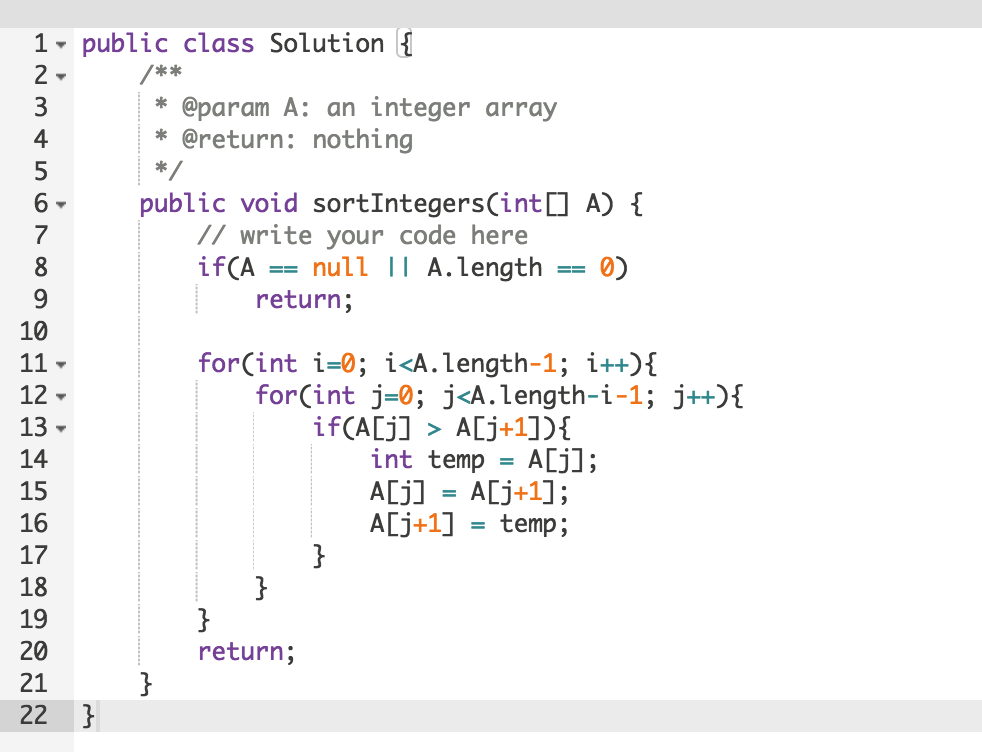 1 public class Solution {
2     /**
3      * @param A: an integer array
4      * @return: nothing
5      */
6     public void sortIntegers(int[] A) {
7         // write your code here
8         if(A == null || A.length == 0)
9             return;
10
11         for(int i=0; i<A.length-1; i++){
12             for(int j=0; j<A.length-i-1; j++){
13                 if(A[j] > A[j+1]){
14                     int temp = A[j];
15                     A[j] = A[j+1];
16                     A[j+1] = temp;
17                 }
18             }
19         }
20         return;
21     }
22 }